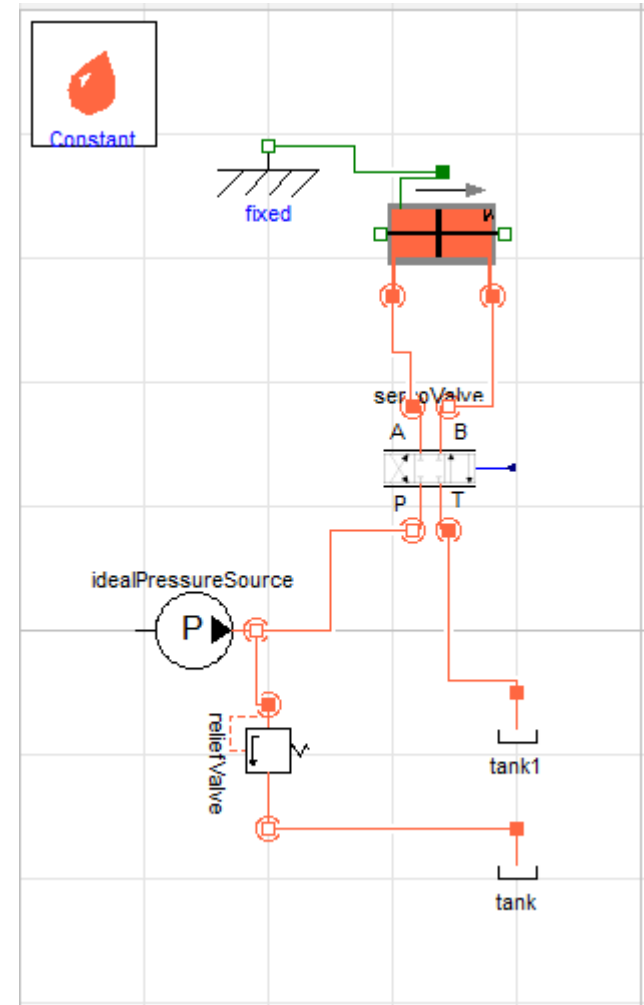 Constant
fixed
servoValve
A B
P T
idealPressureSource
P
reliefValve
tank1
tank